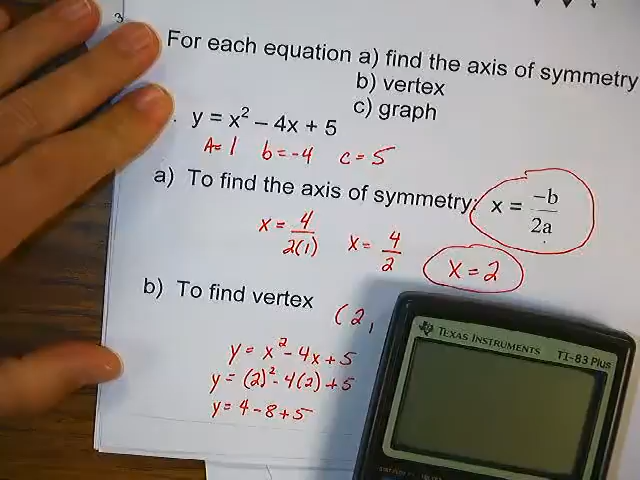 3
For each equation a) find the axis of symmetry
b) vertex
c) graph
y = x² – 4x + 5
A=1 b=-4 c=5
a) To find the axis of symmetry: x = -b/2a
x = 4/2(1) x = 4/2 x = 2
b) To find vertex (2,
y = x² - 4x + 5
y = (2)² - 4(2) + 5
y = 4 - 8 + 5
TEXAS INSTRUMENTS TI-83 Plus